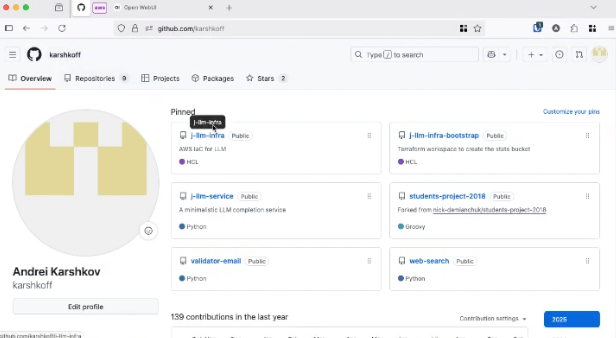 Open WebUI
github.com/karshkoff
karshkoff
Type / to search
Overview
Repositories 9
Projects
Packages
Stars 2
Pinned
Customize your pins
j-llm-infra
j-llm-infra Public
AWS IaC for LLM
HCL
j-llm-infra-bootstrap Public
Terraform workspace to create the state bucket
HCL
j-llm-service Public
A minimalistic LLM completion service
Python
students-project-2018 Public
Forked from nick-demianchuk/students-project-2018
Groovy
validator-email Public
Python
web-search Public
Python
Andrei Karshkov
karshkoff
Edit profile
139 contributions in the last year
Contribution settings
2025
github.com/karshkoff/j-llm-infra